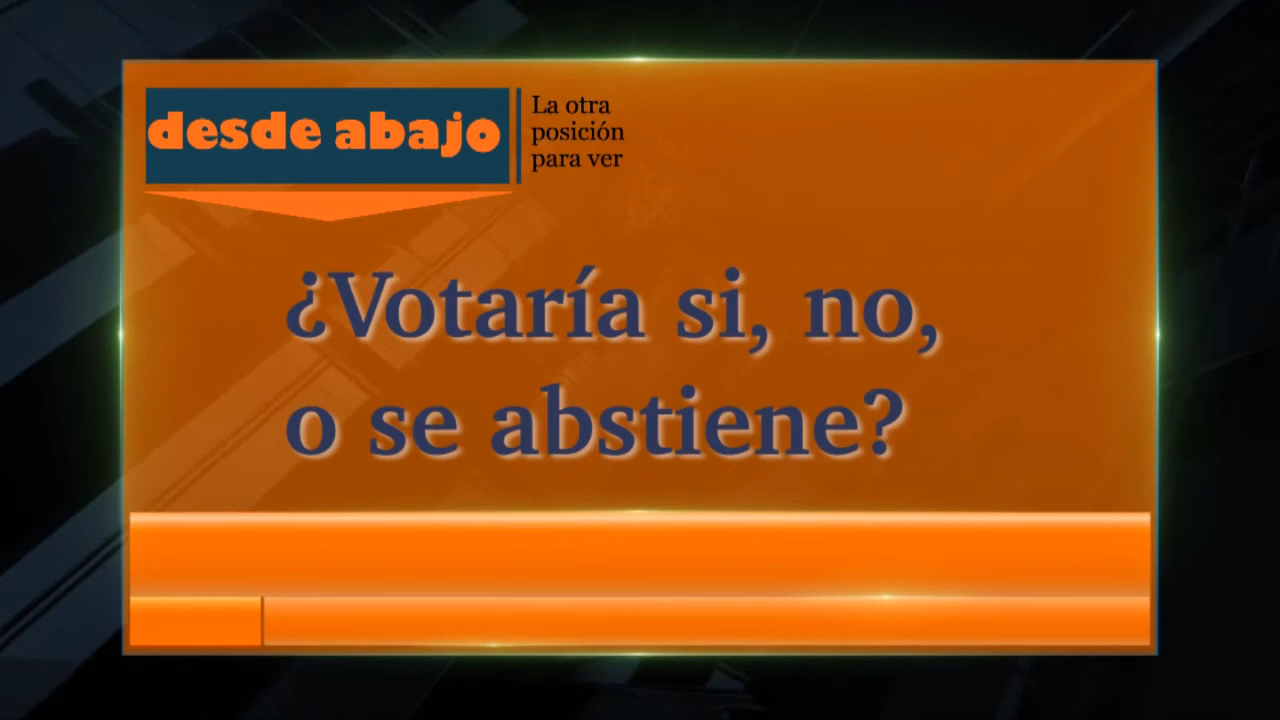 desde abajo
La otra
posición
para ver
¿Votaría si, no,
o se abstiene?